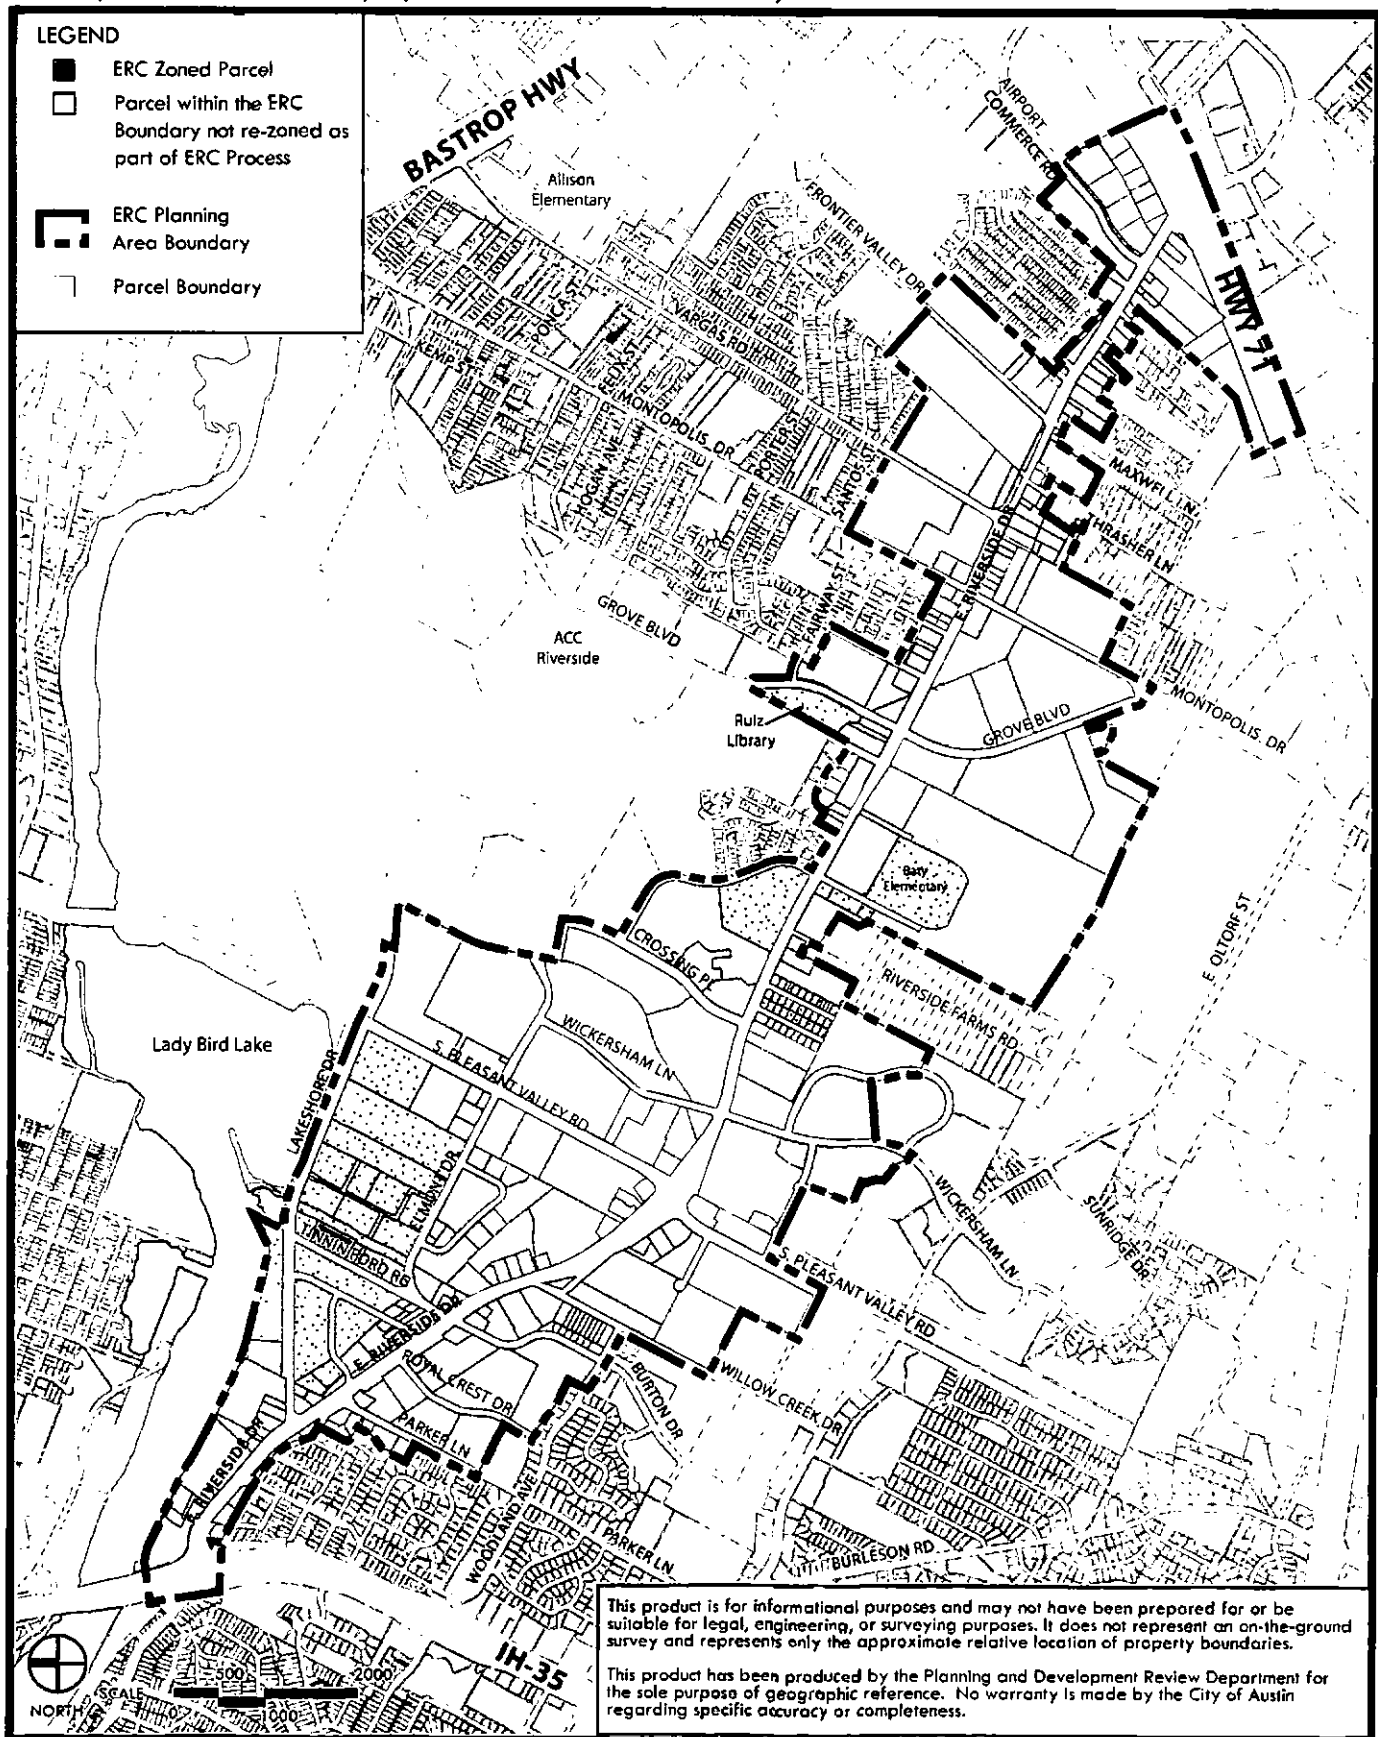 LEGEND
ERC Zoned Parcel
Parcel within the ERC
Boundary not re-zoned as
part of ERC Process
ERC Planning
Area Boundary
Parcel Boundary
BASTROP HWY
AIRPORT
COMMERCE RD
Allison
Elementary
FRONTIER VALLEY DR
HWY 71
PONCA ST
VARGAS RD
KEMP ST
FELIX ST
MONTOPOLIS DR
HOGAN AVE
PORTER ST
SANTOS ST
MAXWELL LN
THRASHER LN
E. RIVERSIDE DR
FAIRWAY ST
GROVE BLVD
ACC
Riverside
MONTOPOLIS DR
GROVE BLVD
Ruiz
Library
Baty
Elementary
E OLTORF ST
CROSSING PL
RIVERSIDE FARMS RD
WICKERSHAM LN
Lady Bird Lake
LAKESHORE DR
S. PLEASANT VALLEY RD
ELMONT DR
WICKERSHAM LN
SUNRIDGE DR
TINNIN FORD RD
S. PLEASANT VALLEY RD
E. RIVERSIDE DR
ROYAL CREST DR
BURTON DR
WILLOW CREEK DR
PARKER LN
E. RIVERSIDE DR
WOODLAND AVE
PARKER LN
BURLESON RD
IH-35
NORTH
SCALE
500
2000
0
1000
This product is for informational purposes and may not have been prepared for or be
suitable for legal, engineering, or surveying purposes. It does not represent an on-the-ground
survey and represents only the approximate relative location of property boundaries.
This product has been produced by the Planning and Development Review Department for
the sole purpose of geographic reference. No warranty is made by the City of Austin
regarding specific accuracy or completeness.